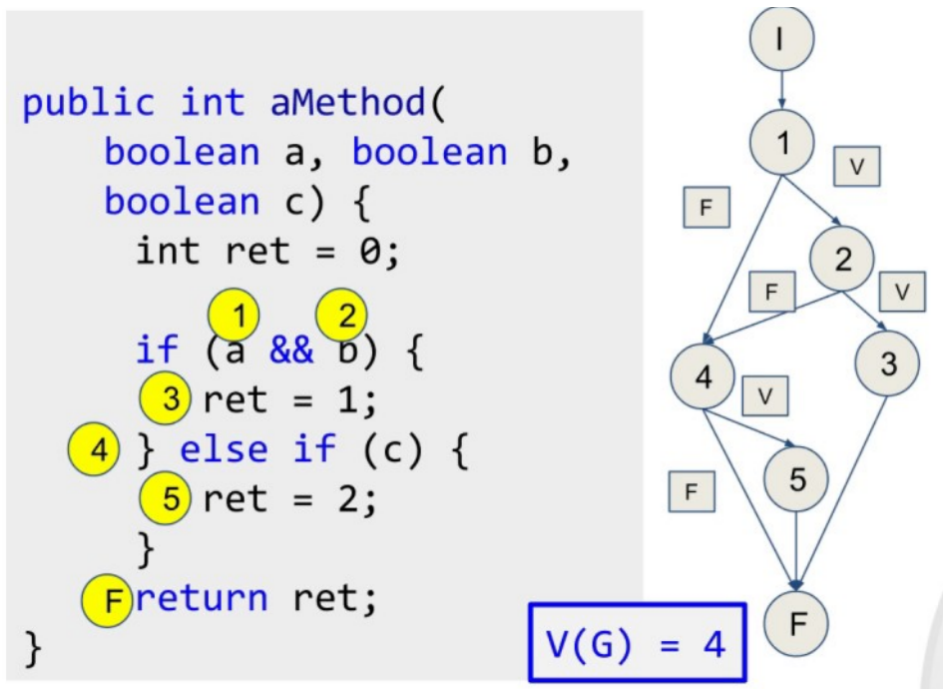 public int aMethod(
boolean a, boolean b,
boolean c) {
int ret = 0;
1 2
if (a && b) {
3 ret = 1;
4 } else if (c) {
5 ret = 2;
}
F return ret;
}
V(G) = 4
I
1
V
F
2
F
V
4
3
V
5
F
F